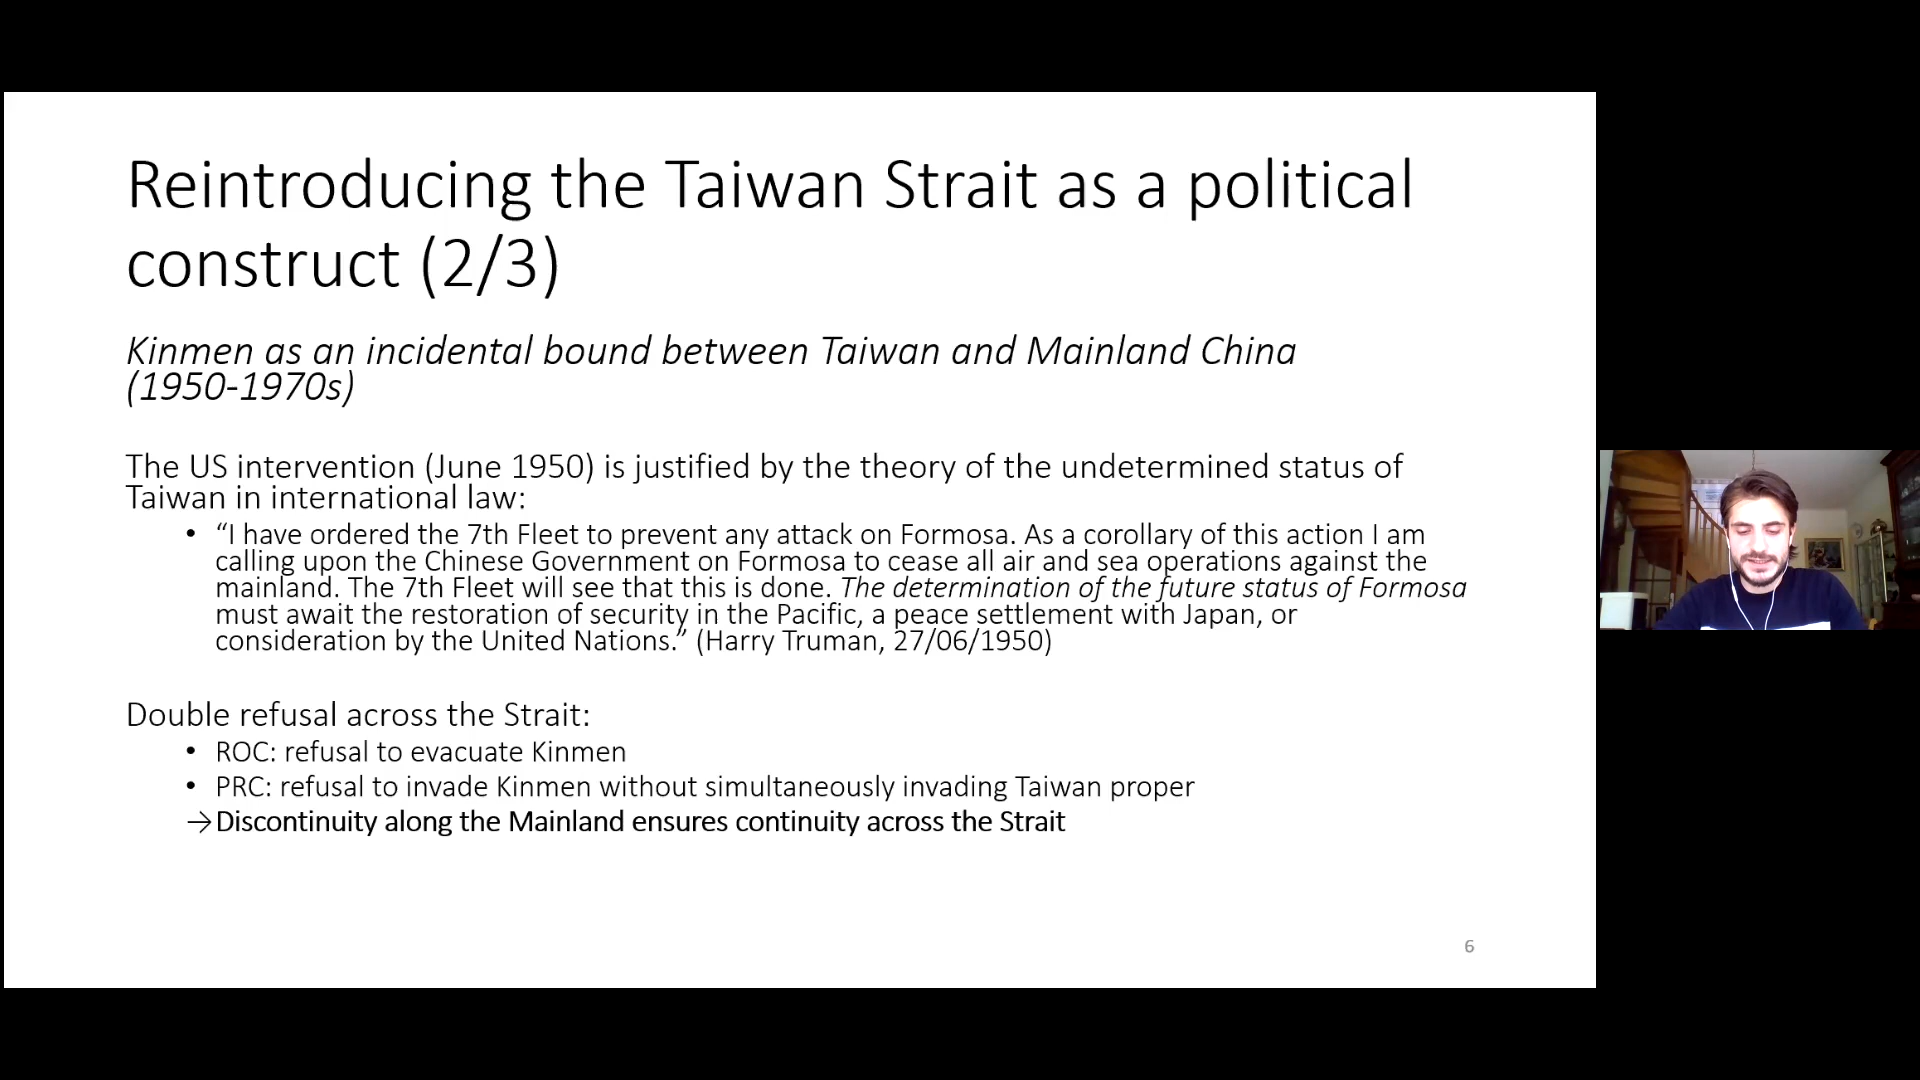 Reintroducing the Taiwan Strait as a political
construct (2/3)
Kinmen as an incidental bound between Taiwan and Mainland China
(1950-1970s)
The US intervention (June 1950) is justified by the theory of the undetermined status of
Taiwan in international law:
• “I have ordered the 7th Fleet to prevent any attack on Formosa. As a corollary of this action I am
calling upon the Chinese Government on Formosa to cease all air and sea operations against the
mainland. The 7th Fleet will see that this is done. The determination of the future status of Formosa
must await the restoration of security in the Pacific, a peace settlement with Japan, or
consideration by the United Nations.” (Harry Truman, 27/06/1950)
Double refusal across the Strait:
• ROC: refusal to evacuate Kinmen
• PRC: refusal to invade Kinmen without simultaneously invading Taiwan proper
→Discontinuity along the Mainland ensures continuity across the Strait
6